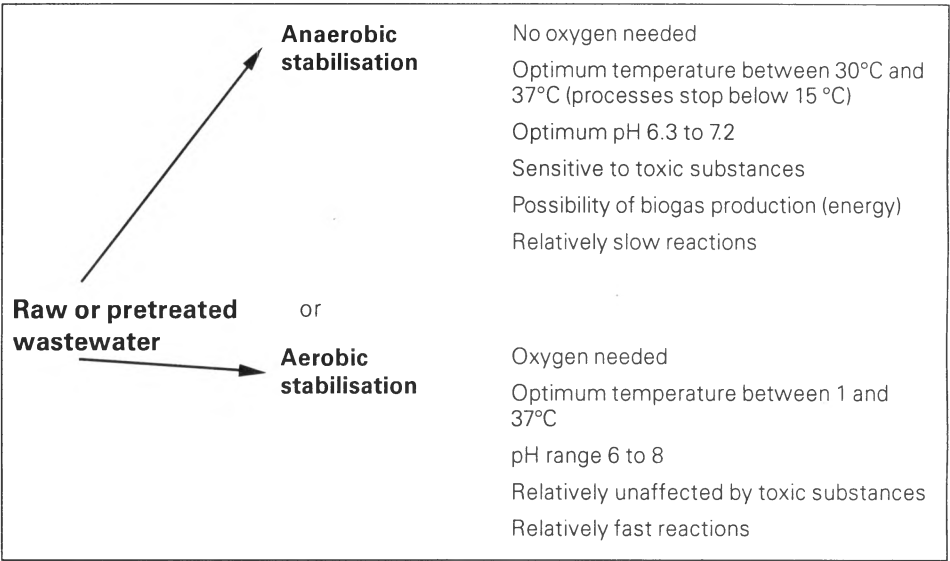 Anaerobic
stabilisation
No oxygen needed
Optimum temperature between 30°C and
37°C (processes stop below 15 °C)
Optimum pH 6.3 to 7.2
Sensitive to toxic substances
Possibility of biogas production (energy)
Relatively slow reactions
Raw or pretreated
wastewater
or
Aerobic
stabilisation
Oxygen needed
Optimum temperature between 1 and
37°C
pH range 6 to 8
Relatively unaffected by toxic substances
Relatively fast reactions